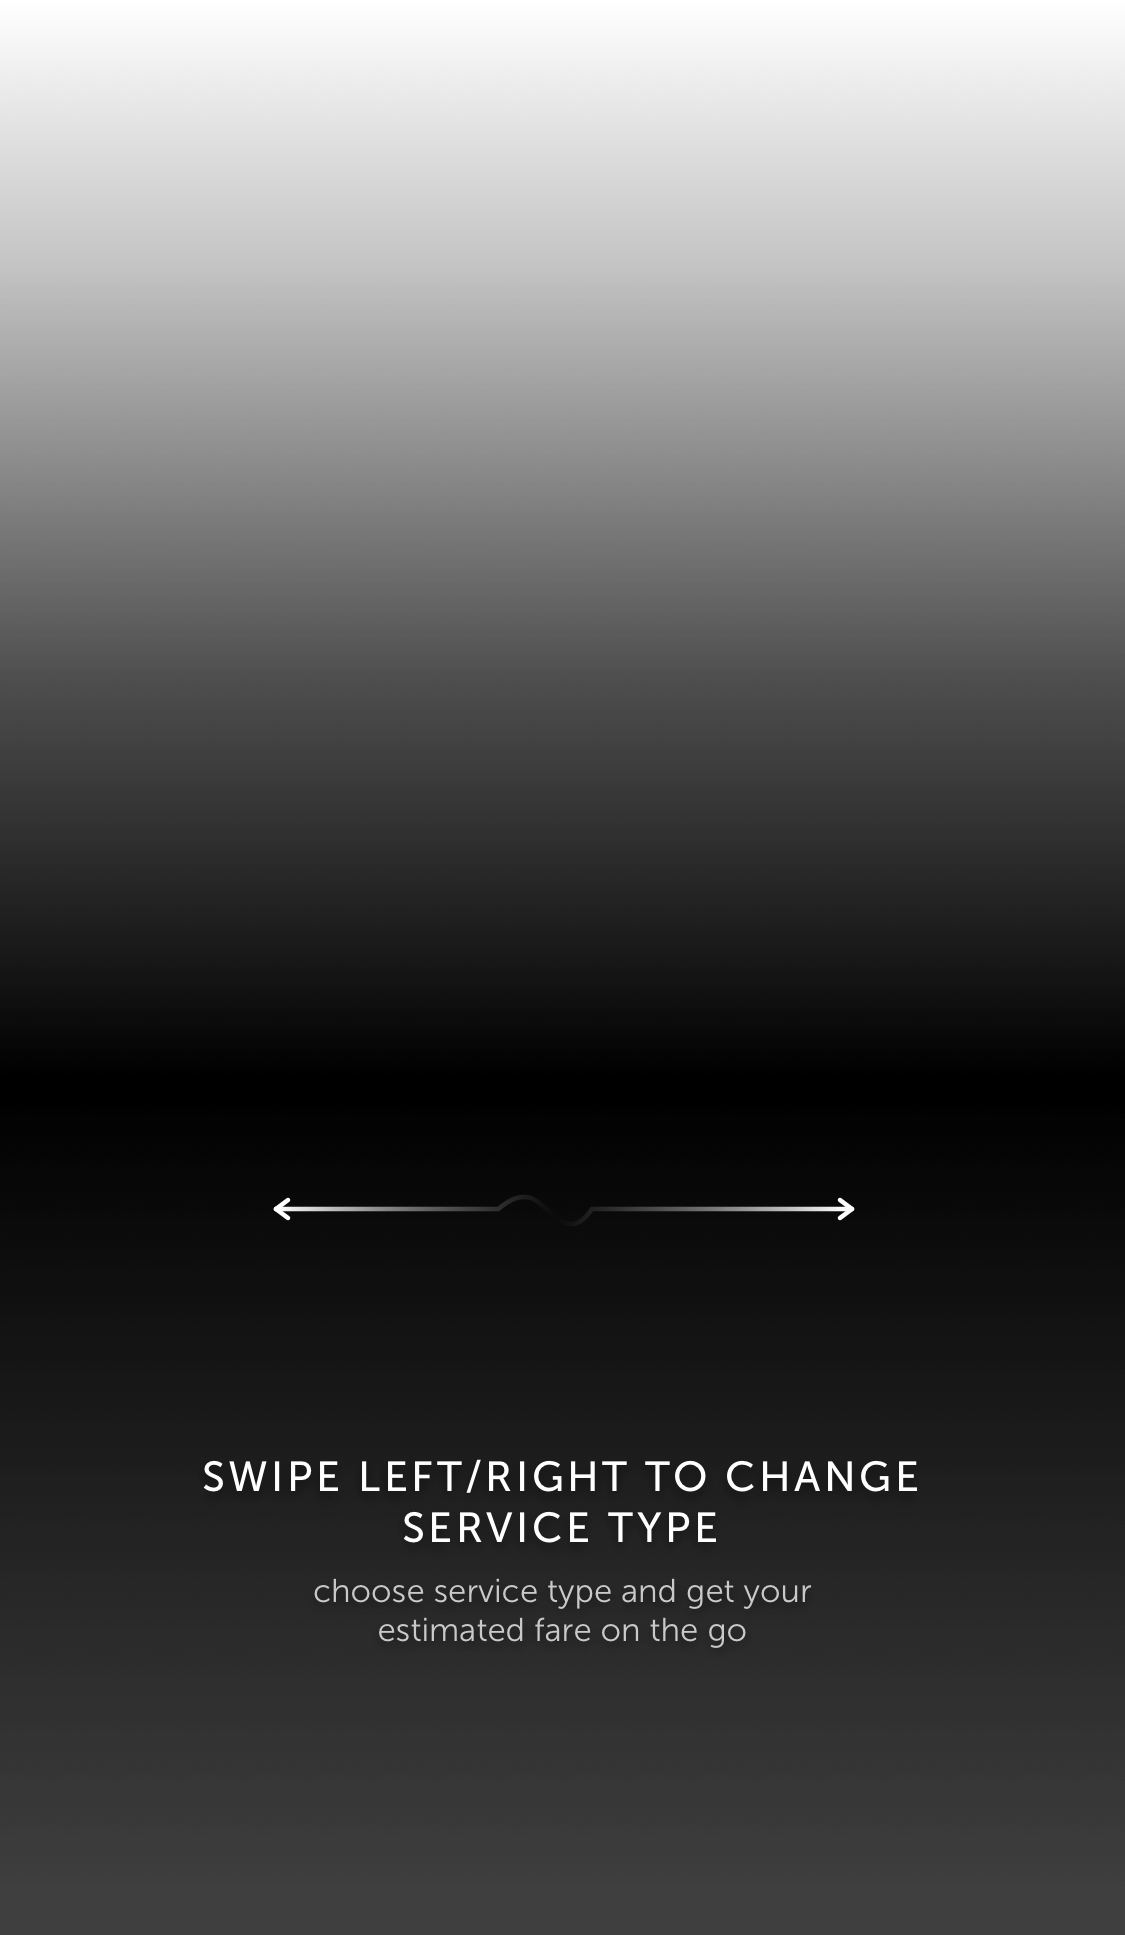 SWIPE LEFT/RIGHT TO CHANGE
SERVICE TYPE
choose service type and get your
estimated fare on the go